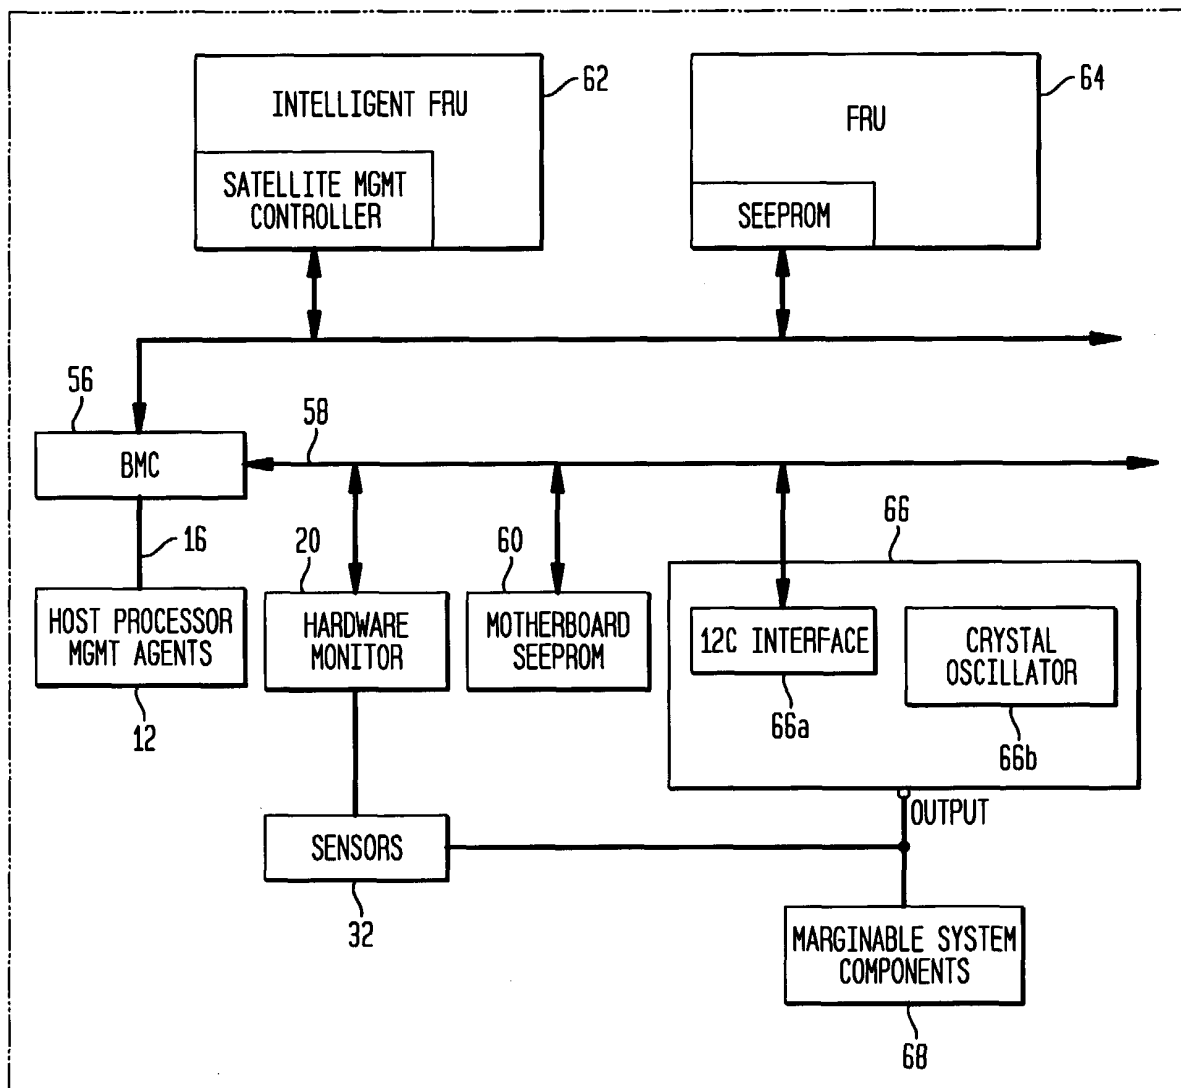 62
64
INTELLIGENT FRU
FRU
SATELLITE MGMT
CONTROLLER
SEEPROM
56
58
BMC
16
20
60
66
HOST PROCESSOR
MGMT AGENTS
HARDWARE
MONITOR
MOTHERBOARD
SEEPROM
12C INTERFACE
CRYSTAL
OSCILLATOR
12
66a
66b
OUTPUT
SENSORS
32
MARGINABLE SYSTEM
COMPONENTS
68